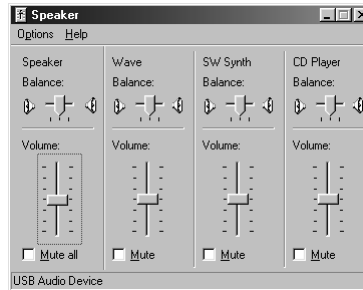 Speaker
Options Help
Speaker Wave SW Synth CD Player
Balance: Balance: Balance: Balance:
Volume: Volume: Volume: Volume:
Mute all Mute Mute Mute
USB Audio Device